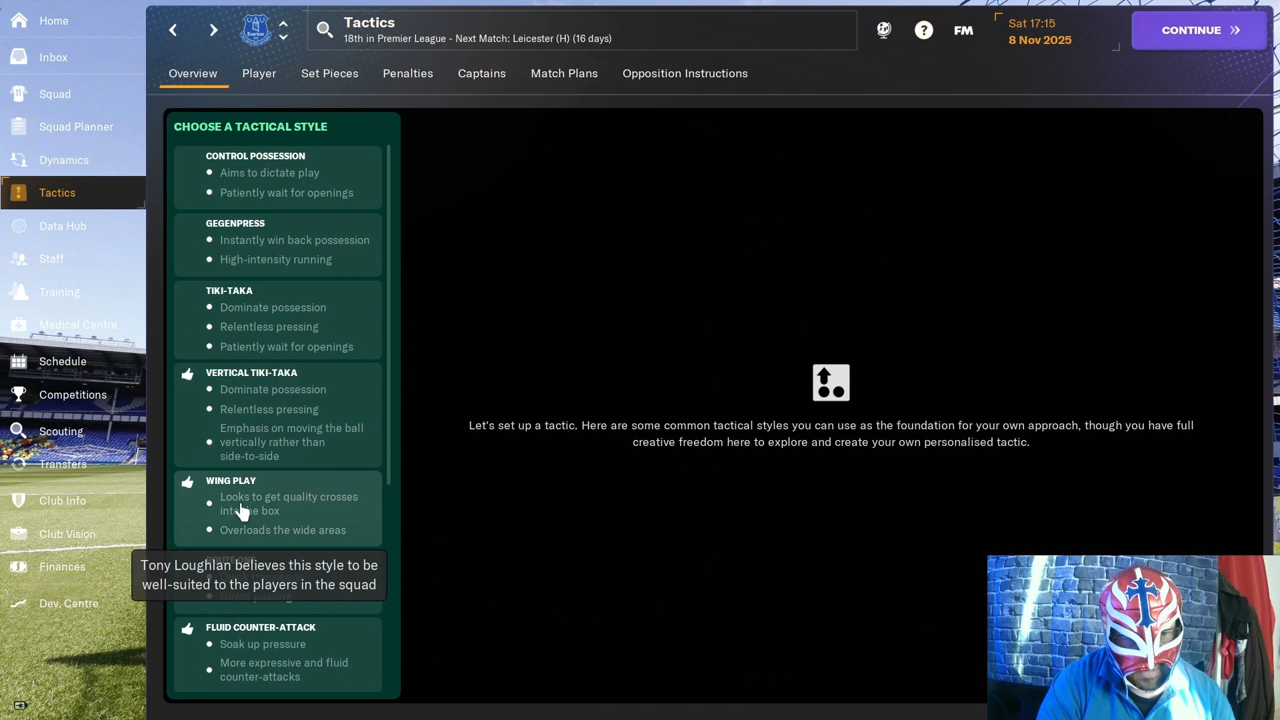 Home
Inbox
Squad
Squad Planner
Dynamics
Tactics
Data Hub
Staff
Training
Medical Centre
Schedule
Competitions
Scouting
Transfers
Club Info
Club Vision
Finances
Dev. Centre
Tactics
18th in Premier League - Next Match: Leicester (H) (16 days)
?
FM
Sat 17:15
8 Nov 2025
CONTINUE
Overview
Player
Set Pieces
Penalties
Captains
Match Plans
Opposition Instructions
CHOOSE A TACTICAL STYLE
CONTROL POSSESSION
Aims to dictate play
Patiently wait for openings
GEGENPRESS
Instantly win back possession
High-intensity running
TIKI-TAKA
Dominate possession
Relentless pressing
Patiently wait for openings
VERTICAL TIKI-TAKA
Dominate possession
Relentless pressing
Emphasis on moving the ball
vertically rather than
side-to-side
WING PLAY
Looks to get quality crosses
into the box
Overloads the wide areas
Tony Loughlan believes this style to be
well-suited to the players in the squad
FLUID COUNTER-ATTACK
Soak up pressure
More expressive and fluid
counter-attacks
Let's set up a tactic. Here are some common tactical styles you can use as the foundation for your own approach, though you have full
creative freedom here to explore and create your own personalised tactic.